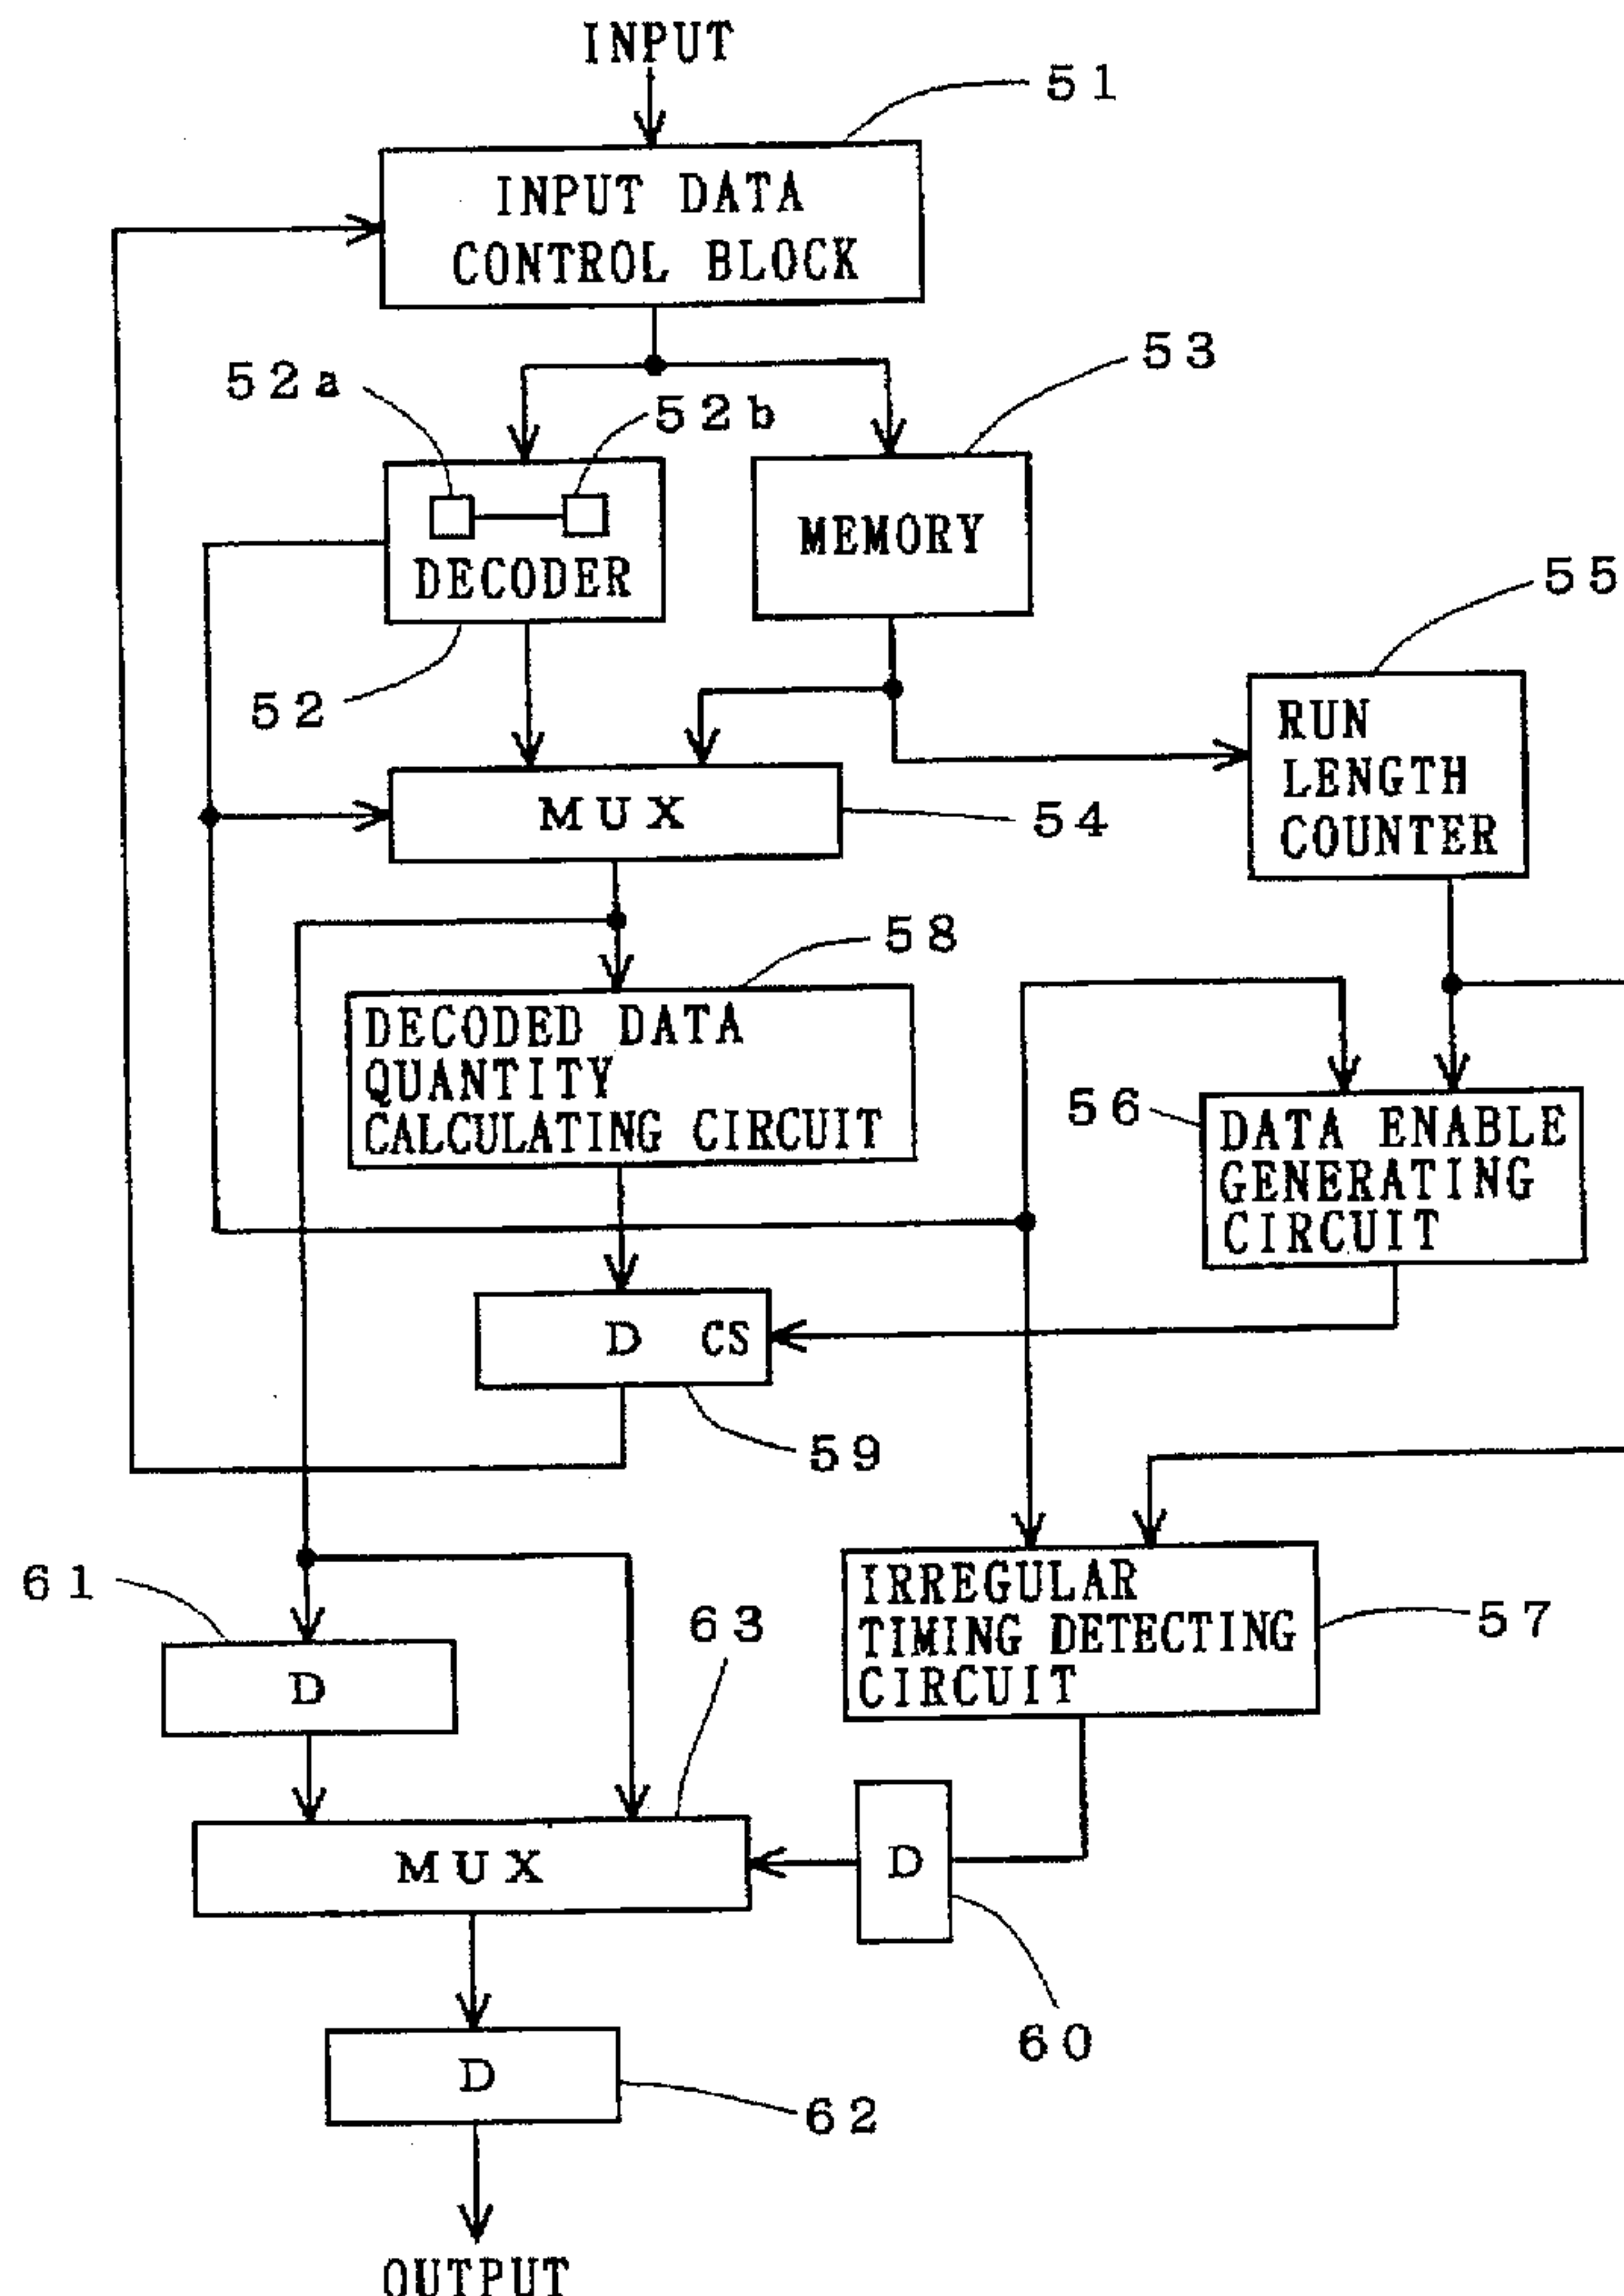 INPUT
51
INPUT DATA
CONTROL BLOCK
52a
52b
53
DECODER
MEMORY
52
55
RUN
LENGTH
COUNTER
MUX
54
58
DECODED DATA
QUANTITY
CALCULATING CIRCUIT
56
DATA ENABLE
GENERATING
CIRCUIT
D CS
59
61
D
63
IRREGULAR
TIMING DETECTING
CIRCUIT
57
MUX
D
60
D
62
OUTPUT